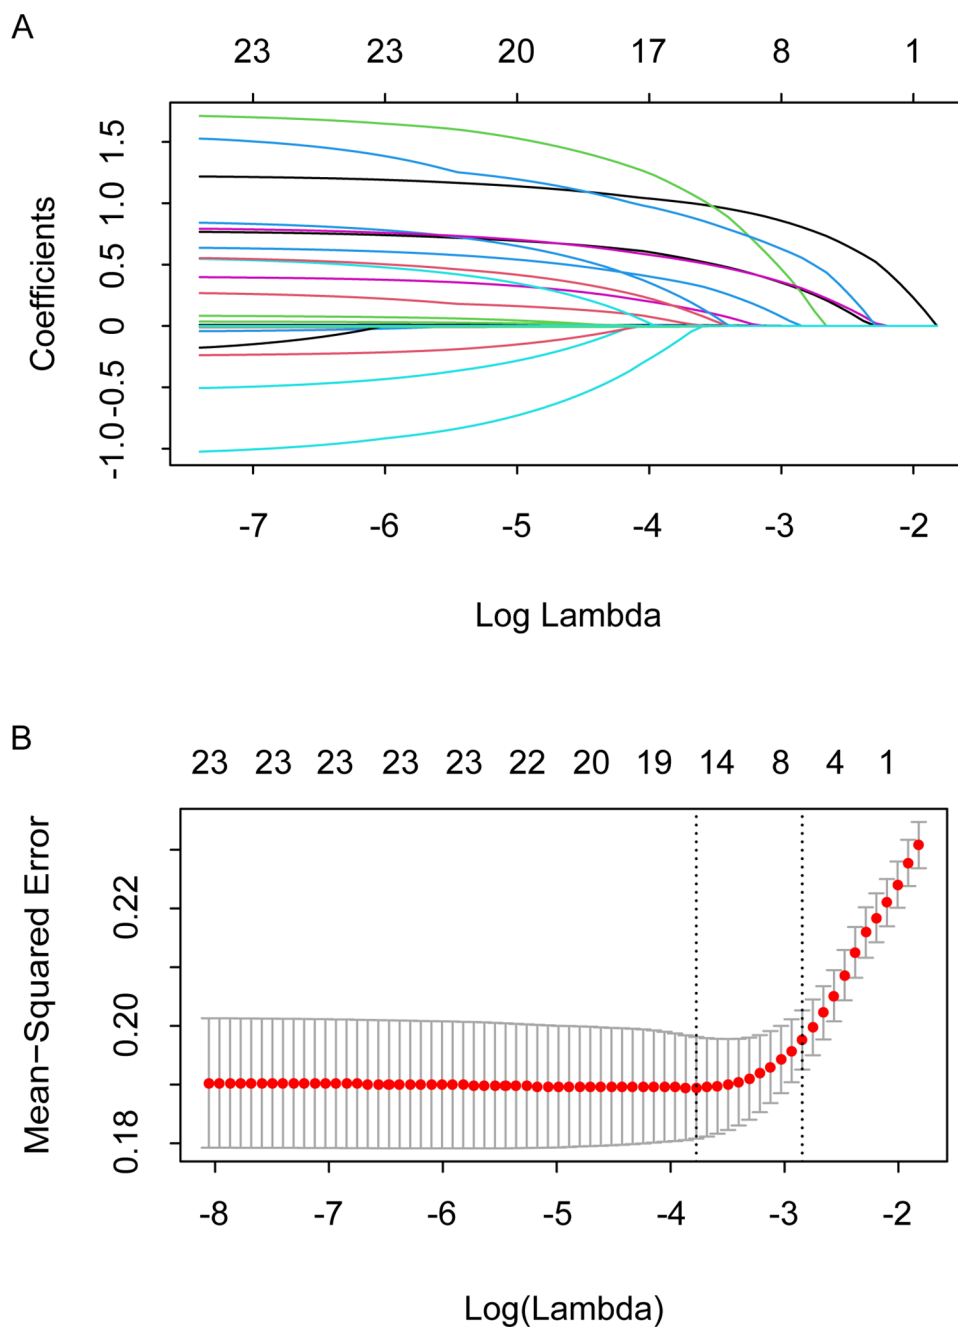 A
23 23 20 17 8 1
Coefficients
1.5
1.0
0.5
0
-0.5
-1.0
-7 -6 -5 -4 -3 -2
Log Lambda
B
23 23 23 23 23 22 20 19 14 8 4 1
Mean−Squared Error
0.22
0.20
0.18
-8 -7 -6 -5 -4 -3 -2
Log(Lambda)